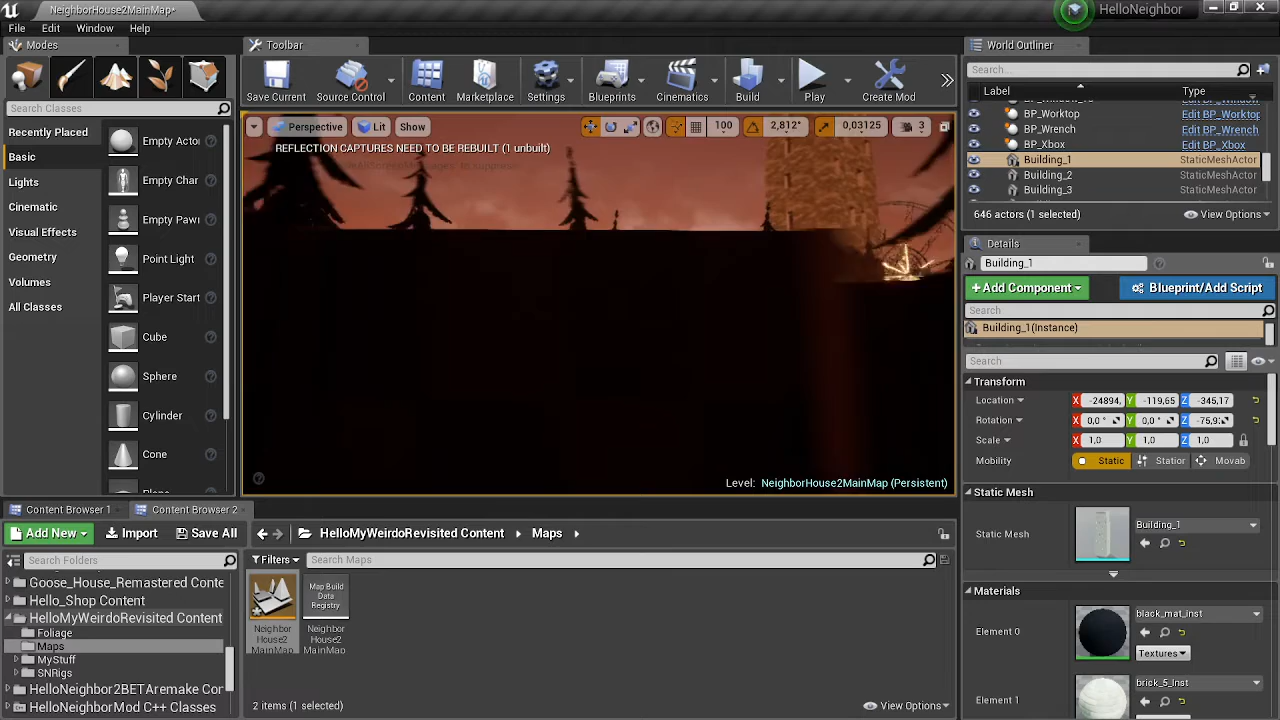 NeighborHouse2MainMap*
HelloNeighbor
File Edit Window Help
Modes
Toolbar
World Outliner
Search Classes
Recently Placed
Basic
Lights
Cinematic
Visual Effects
Geometry
Volumes
All Classes
Empty Actor
Empty Char
Empty Pawn
Point Light
Player Start
Cube
Sphere
Cylinder
Cone
Save Current
Source Control
Content
Marketplace
Settings
Blueprints
Cinematics
Build
Play
Create Mod
Perspective Lit Show
100 2,812° 0,03125 3
REFLECTION CAPTURES NEED TO BE REBUILT (1 unbuilt)
Level: NeighborHouse2MainMap (Persistent)
Search...
Label Type
BP_Worktop Edit BP_Worktop
BP_Wrench Edit BP_Wrench
BP_Xbox Edit BP_Xbox
Building_1 StaticMeshActor
Building_2 StaticMeshActor
Building_3 StaticMeshActor
646 actors (1 selected) View Options
Details
Building_1
+Add Component Blueprint/Add Script
Search
Building_1(Instance)
Search
Transform
Location X -24894, Y -119,65 Z -345,17
Rotation X 0,0 ° Y 0,0 ° Z -75,9
Scale X 1,0 Y 1,0 Z 1,0
Mobility Static Station Movab
Static Mesh
Static Mesh Building_1
Materials
Element 0 black_mat_inst
Textures
Element 1 brick_5_inst
Content Browser 1 Content Browser 2
Add New Import Save All
HelloMyWeirdoRevisited Content Maps
Search Folders
Goose_House_Remastered Conte
Hello_Shop Content
HelloMyWeirdoRevisited Content
Foliage
Maps
MyStuff
SNRigs
HelloNeighbor2BETAremake Con
HelloNeighborMod C++ Classes
Filters Search Maps
Neighbor
House2
MainMap
Map Build
Data
Registry
Neighbor
House2
MainMap
2 items (1 selected) View Options